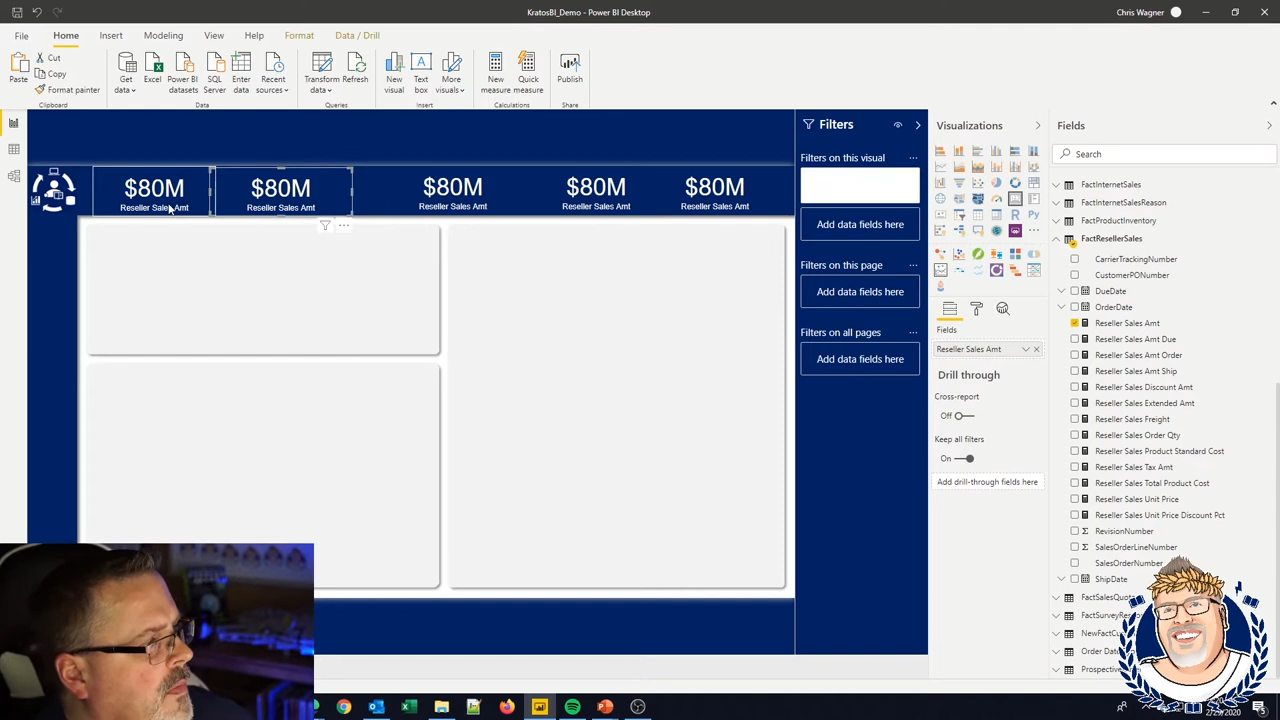 KratosBI_Demo - Power BI Desktop
Chris Wagner
File Home Insert Modeling View Help Format Data / Drill
Paste
Cut
Copy
Format painter
Clipboard
Get data
Excel
Power BI datasets
SQL Server
Enter data
Recent sources
Data
Transform data
Refresh
Queries
New visual
Text box
More visuals
Insert
New measure
Quick measure
Calculations
Publish
Share
$80M
Reseller Sales Amt
$80M
Reseller Sales Amt
$80M
Reseller Sales Amt
$80M
Reseller Sales Amt
$80M
Reseller Sales Amt
Filters
Filters on this visual ...
Add data fields here
Filters on this page ...
Add data fields here
Filters on all pages ...
Add data fields here
Visualizations
R Py
Fields
Reseller Sales Amt
Drill through
Cross-report
Off
Keep all filters
On
Add drill-through fields here
Fields
Search
FactInternetSales
FactInternetSalesReason
FactProductInventory
FactResellerSales
CarrierTrackingNumber
CustomerPONumber
DueDate
OrderDate
Reseller Sales Amt
Reseller Sales Amt Due
Reseller Sales Amt Order
Reseller Sales Amt Ship
Reseller Sales Discount Amt
Reseller Sales Extended Amt
Reseller Sales Freight
Reseller Sales Order Qty
Reseller Sales Product Standard Cost
Reseller Sales Tax Amt
Reseller Sales Total Product Cost
Reseller Sales Unit Price
Reseller Sales Unit Price Discount Pct
RevisionNumber
SalesOrderLineNumber
SalesOrderNumber
ShipDate
FactSalesQuot
FactSurveyRes
NewFactCu
Order Dat
Prospectiv